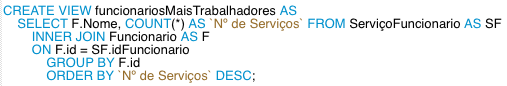 CREATE VIEW funcionariosMaisTrabalhadores AS
SELECT F.Nome, COUNT(*) AS `Nº de Serviços` FROM ServiçoFuncionario AS SF
INNER JOIN Funcionario AS F
ON F.id = SF.idFuncionario
GROUP BY F.id
ORDER BY `Nº de Serviços` DESC;